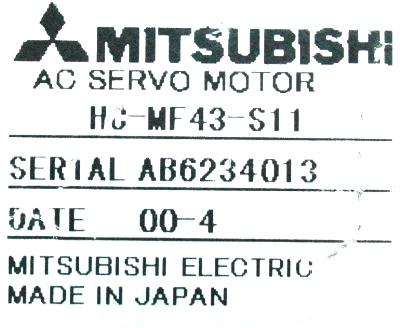 MITSUBISHI
AC SERVO MOTOR
HC-MF43-S11
SERIAL AB6234013
DATE 00-4
MITSUBISHI ELECTRIC
MADE IN JAPAN